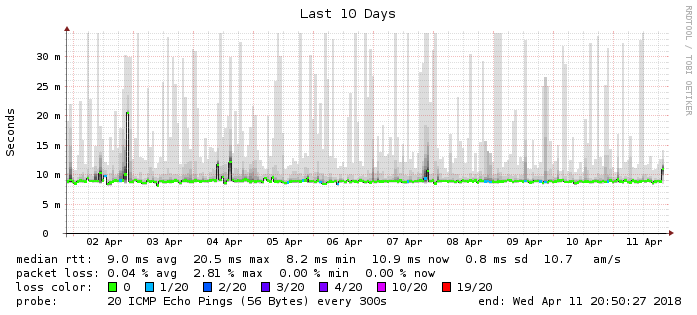 Last 10 Days
RRDTOOL / TOBI OETIKER
Seconds
30 m
25 m
20 m
15 m
10 m
5 m
0
02 Apr 03 Apr 04 Apr 05 Apr 06 Apr 07 Apr 08 Apr 09 Apr 10 Apr 11 Apr
median rtt: 9.0 ms avg 20.5 ms max 8.2 ms min 10.9 ms now 0.8 ms sd 10.7 am/s
packet loss: 0.04 % avg 2.81 % max 0.00 % min 0.00 % now
loss color: 0 1/20 2/20 3/20 4/20 10/20 19/20
probe: 20 ICMP Echo Pings (56 Bytes) every 300s end: Wed Apr 11 20:50:27 2018